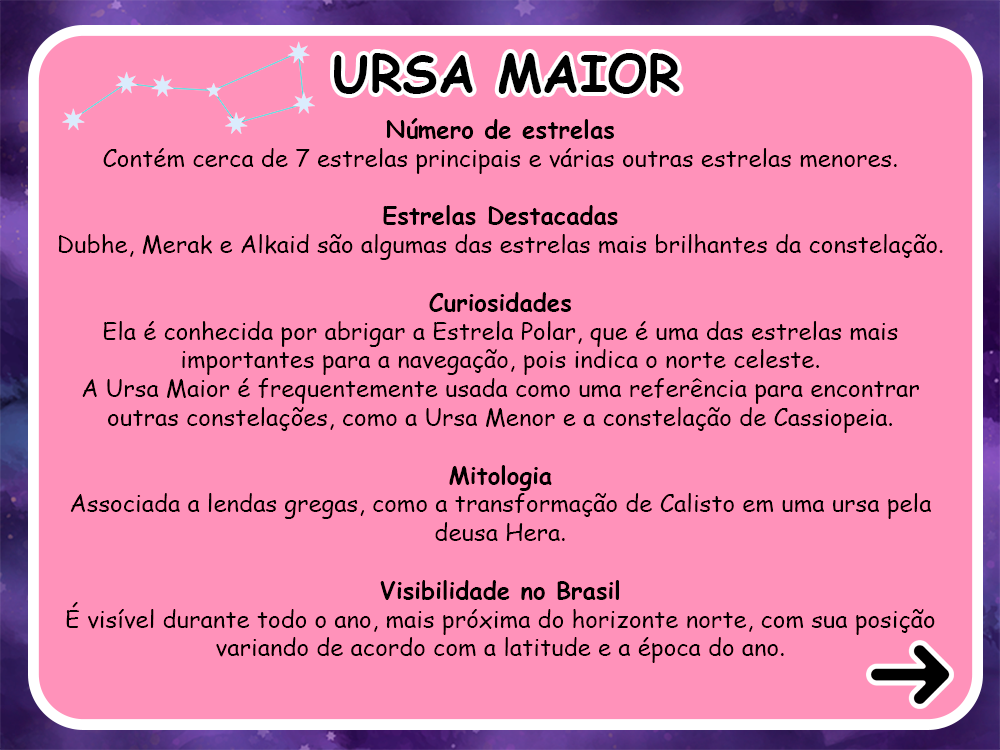 URSA MAIOR
Número de estrelas
Contém cerca de 7 estrelas principais e várias outras estrelas menores.
Estrelas Destacadas
Dubhe, Merak e Alkaid são algumas das estrelas mais brilhantes da constelação.
Curiosidades
Ela é conhecida por abrigar a Estrela Polar, que é uma das estrelas mais
importantes para a navegação, pois indica o norte celeste.
A Ursa Maior é frequentemente usada como uma referência para encontrar
outras constelações, como a Ursa Menor e a constelação de Cassiopeia.
Mitologia
Associada a lendas gregas, como a transformação de Calisto em uma ursa pela
deusa Hera.
Visibilidade no Brasil
É visível durante todo o ano, mais próxima do horizonte norte, com sua posição
variando de acordo com a latitude e a época do ano.